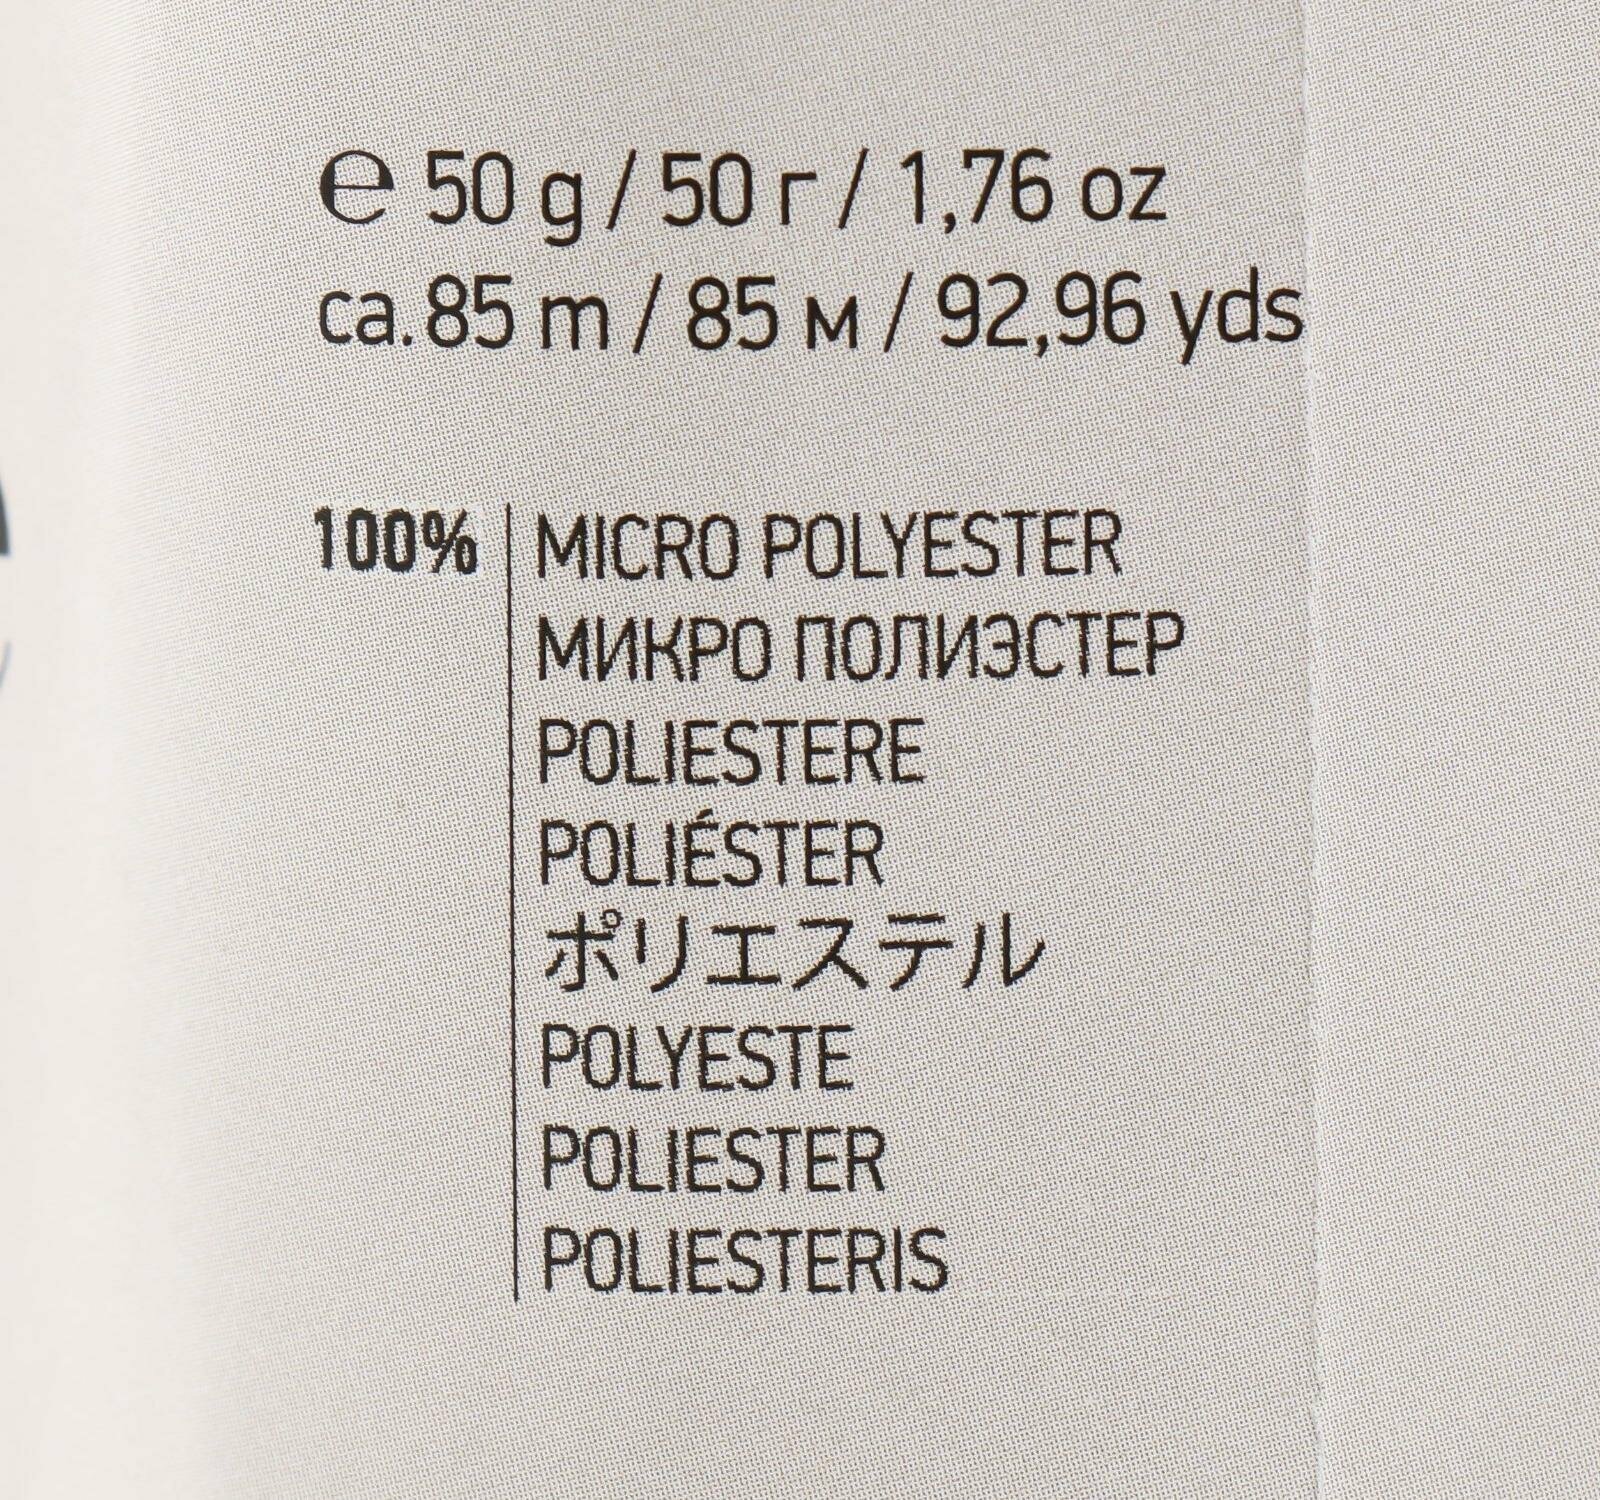 ℮ 50 g / 50 г / 1,76 oz
ca. 85 m / 85 м / 92,96 yds
100% MICRO POLYESTER
МИКРО ПОЛИЭСТЕР
POLIESTERE
POLIÉSTER
ポリエステル
POLYESTE
POLIESTER
POLIESTERIS